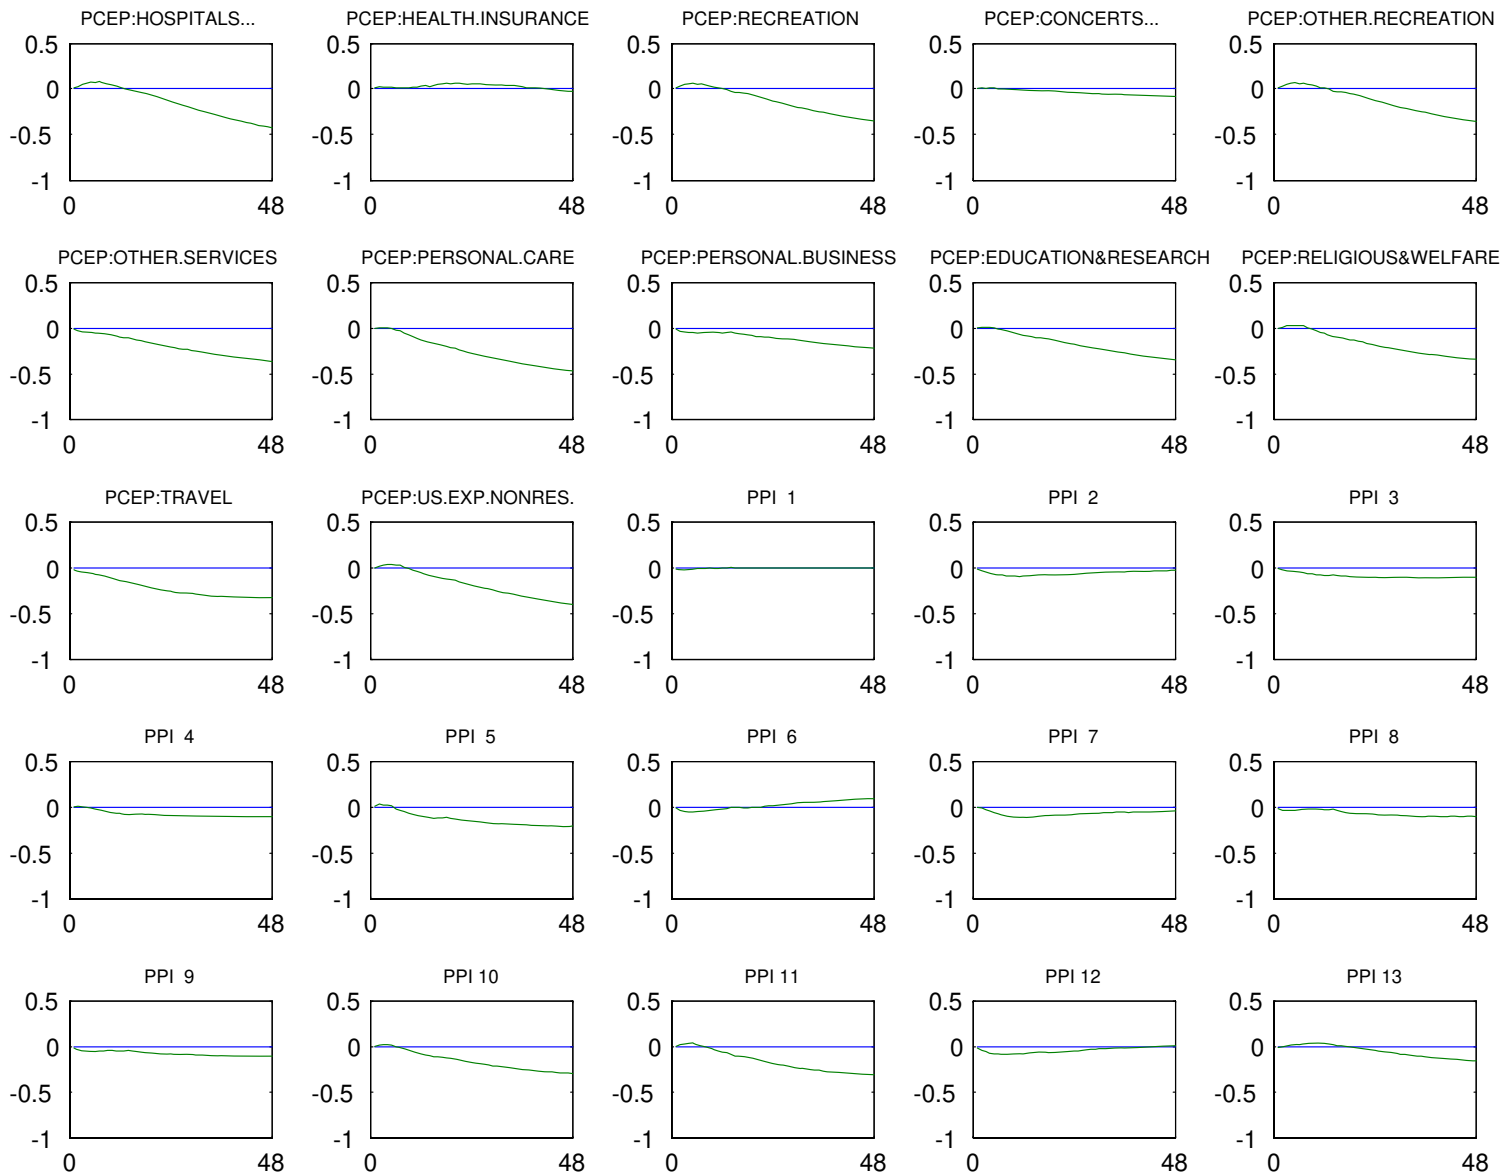 PCEP:HOSPITALS... PCEP:HEALTH.INSURANCE PCEP:RECREATION PCEP:CONCERTS... PCEP:OTHER.RECREATION
0.5 0.5 0.5 0.5 0.5
0 0 0 0 0
-0.5 -0.5 -0.5 -0.5 -0.5
-1 -1 -1 -1 -1
0 48 0 48 0 48 0 48 0 48
PCEP:OTHER.SERVICES PCEP:PERSONAL.CARE PCEP:PERSONAL.BUSINESS PCEP:EDUCATION&RESEARCH PCEP:RELIGIOUS&WELFARE
0.5 0.5 0.5 0.5 0.5
0 0 0 0 0
-0.5 -0.5 -0.5 -0.5 -0.5
-1 -1 -1 -1 -1
0 48 0 48 0 48 0 48 0 48
PCEP:TRAVEL PCEP:US.EXP.NONRES. PPI 1 PPI 2 PPI 3
0.5 0.5 0.5 0.5 0.5
0 0 0 0 0
-0.5 -0.5 -0.5 -0.5 -0.5
-1 -1 -1 -1 -1
0 48 0 48 0 48 0 48 0 48
PPI 4 PPI 5 PPI 6 PPI 7 PPI 8
0.5 0.5 0.5 0.5 0.5
0 0 0 0 0
-0.5 -0.5 -0.5 -0.5 -0.5
-1 -1 -1 -1 -1
0 48 0 48 0 48 0 48 0 48
PPI 9 PPI 10 PPI 11 PPI 12 PPI 13
0.5 0.5 0.5 0.5 0.5
0 0 0 0 0
-0.5 -0.5 -0.5 -0.5 -0.5
-1 -1 -1 -1 -1
0 48 0 48 0 48 0 48 0 48